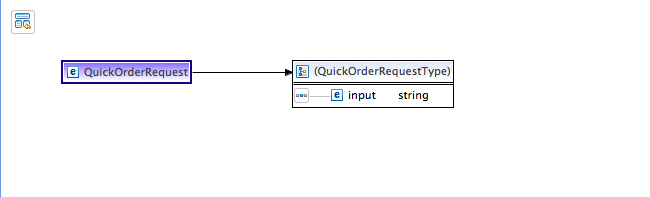 e QuickOrderRequest
(QuickOrderRequestType)
e input string